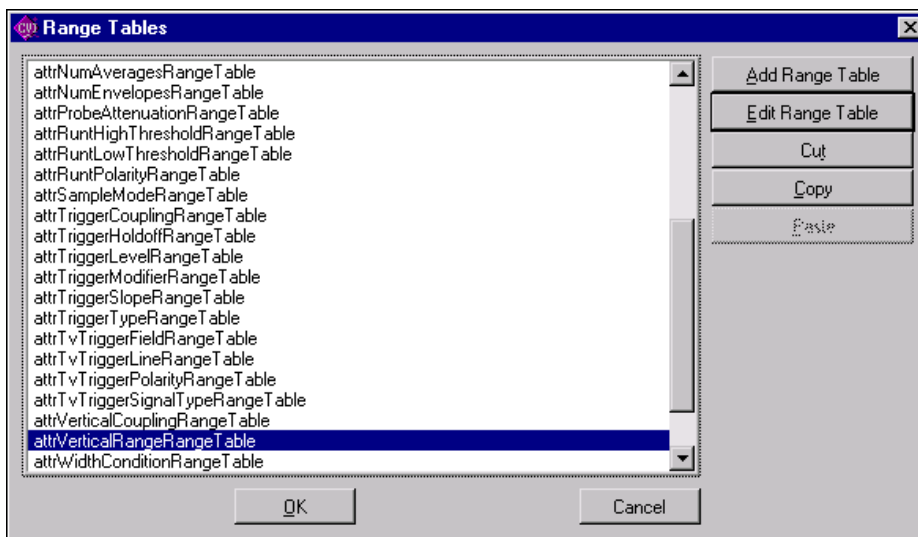 CVI Range Tables
attrNumAveragesRangeTable
attrNumEnvelopesRangeTable
attrProbeAttenuationRangeTable
attrRuntHighThresholdRangeTable
attrRuntLowThresholdRangeTable
attrRuntPolarityRangeTable
attrSampleModeRangeTable
attrTriggerCouplingRangeTable
attrTriggerHoldoffRangeTable
attrTriggerLevelRangeTable
attrTriggerModifierRangeTable
attrTriggerSlopeRangeTable
attrTriggerTypeRangeTable
attrTvTriggerFieldRangeTable
attrTvTriggerLineRangeTable
attrTvTriggerPolarityRangeTable
attrTvTriggerSignalTypeRangeTable
attrVerticalCouplingRangeTable
attrVerticalRangeRangeTable
attrWidthConditionRangeTable
Add Range Table
Edit Range Table
Cut
Copy
Paste
OK
Cancel